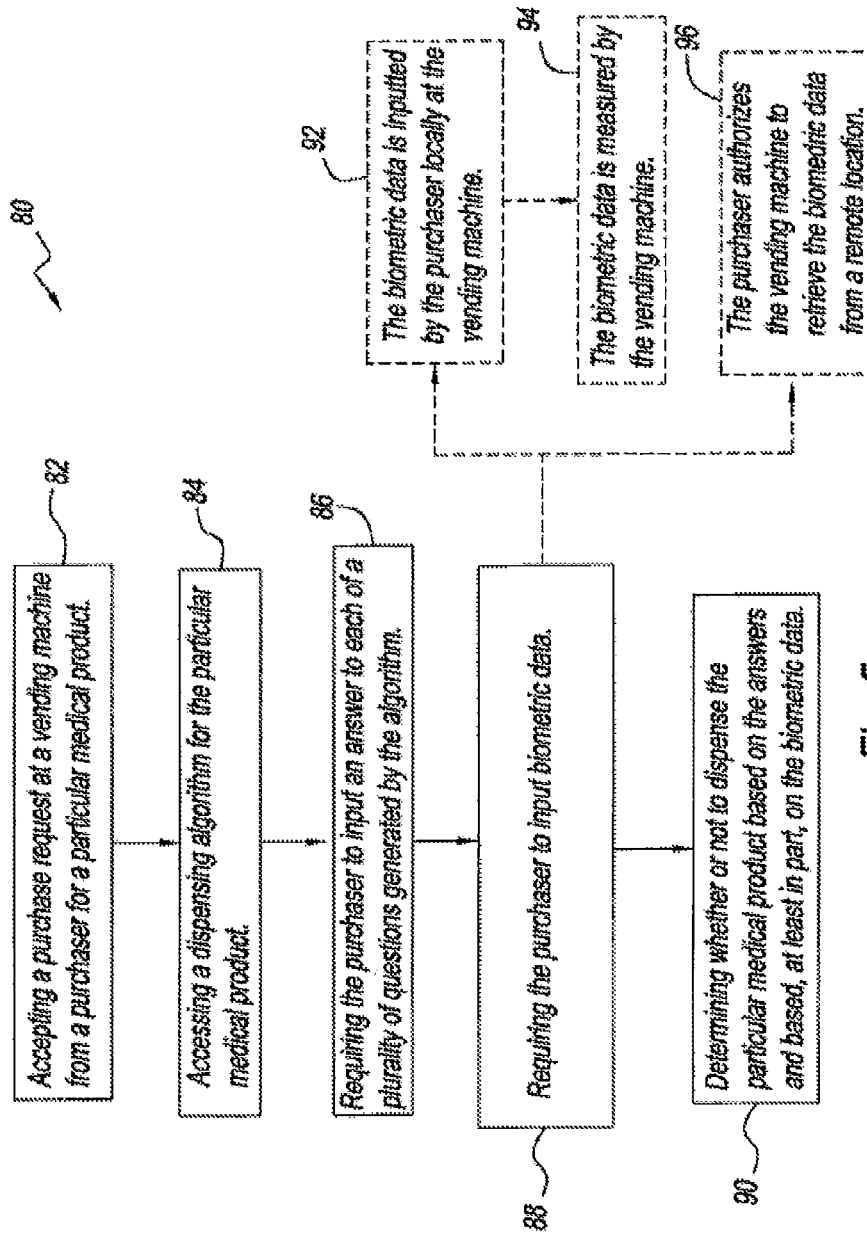 80
82
Accepting a purchase request at a vending machine
from a purchaser for a particular medical product.
84
Accessing a dispensing algorithm for the particular
medical product.
86
Requiring the purchaser to input an answer to each of a
plurality of questions generated by the algorithm.
88
Requiring the purchaser to input biometric data.
90
Determining whether or not to dispense the
particular medical product based on the answers
and based, at least in part, on the biometric data.
92
The biometric data is inputted
by the purchaser locally at the
vending machine.
94
The biometric data is measured by
the vending machine.
96
The purchaser authorizes
the vending machine to
retrieve the biomedric data
from a remote location.